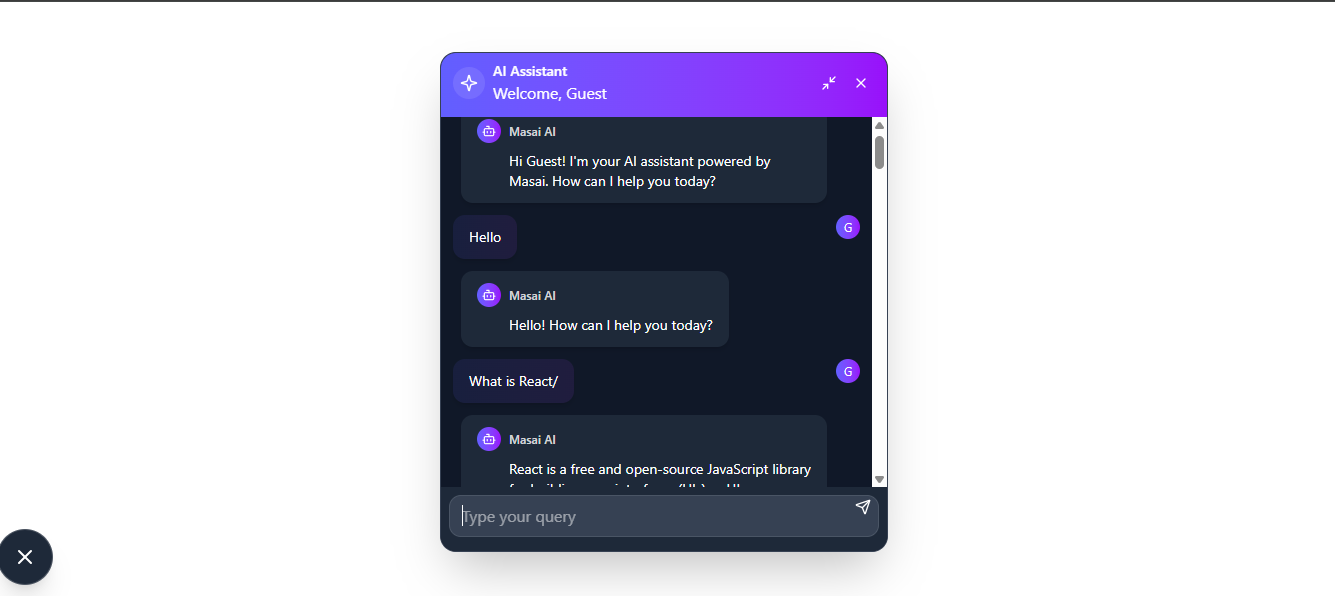 AI Assistant
Welcome, Guest
Masai AI
Hi Guest! I'm your AI assistant powered by
Masai. How can I help you today?
Hello
G
Masai AI
Hello! How can I help you today?
What is React/
G
Masai AI
React is a free and open-source JavaScript library
Type your query